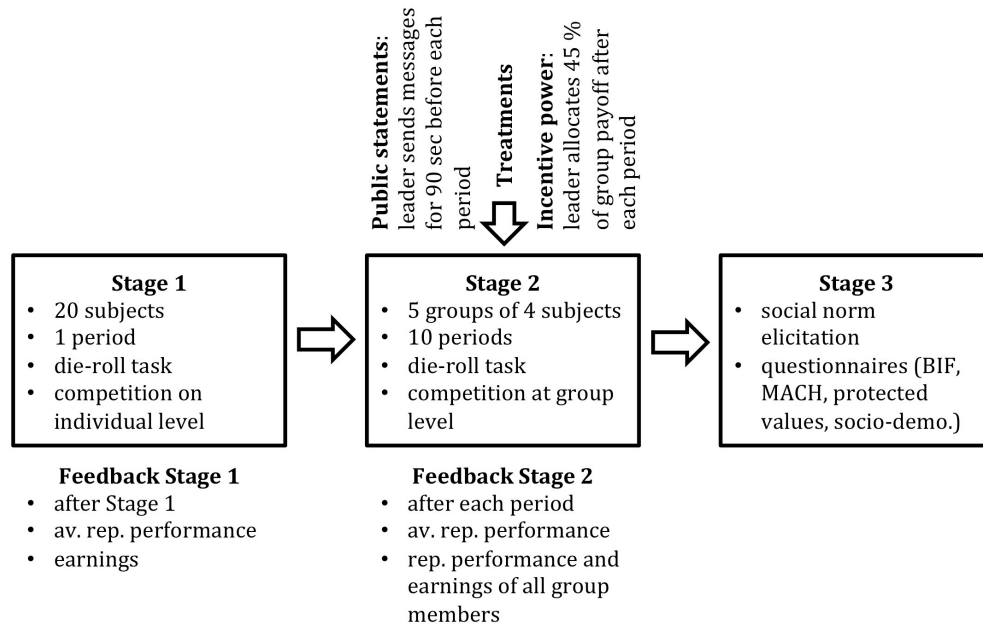 Public statements:
leader sends messages
for 90 sec before each
period
Treatments
Incentive power:
leader allocates 45 %
of group payoff after
each period
Stage 1
• 20 subjects
• 1 period
• die-roll task
• competition on
individual level
Stage 2
• 5 groups of 4 subjects
• 10 periods
• die-roll task
• competition at group
level
Stage 3
• social norm
elicitation
• questionnaires (BIF,
MACH, protected
values, socio-demo.)
Feedback Stage 1
• after Stage 1
• av. rep. performance
• earnings
Feedback Stage 2
• after each period
• av. rep. performance
• rep. performance and
earnings of all group
members